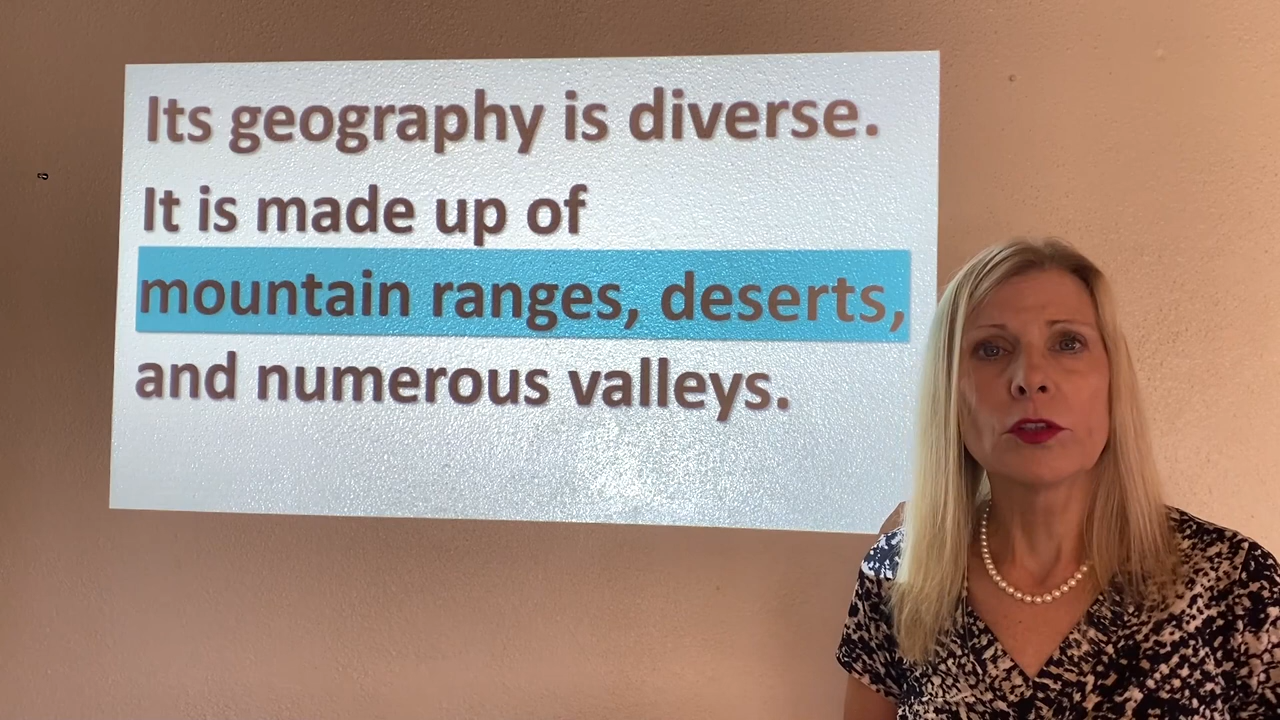 Its geography is diverse.
It is made up of
mountain ranges, deserts,
and numerous valleys.